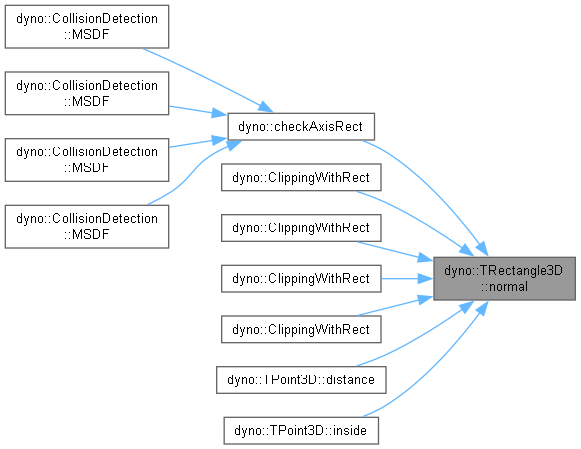 dyno::CollisionDetection
::MSDF
dyno::CollisionDetection
::MSDF
dyno::CollisionDetection
::MSDF
dyno::CollisionDetection
::MSDF
dyno::checkAxisRect
dyno::ClippingWithRect
dyno::ClippingWithRect
dyno::ClippingWithRect
dyno::ClippingWithRect
dyno::TPoint3D::distance
dyno::TPoint3D::inside
dyno::TRectangle3D
::normal